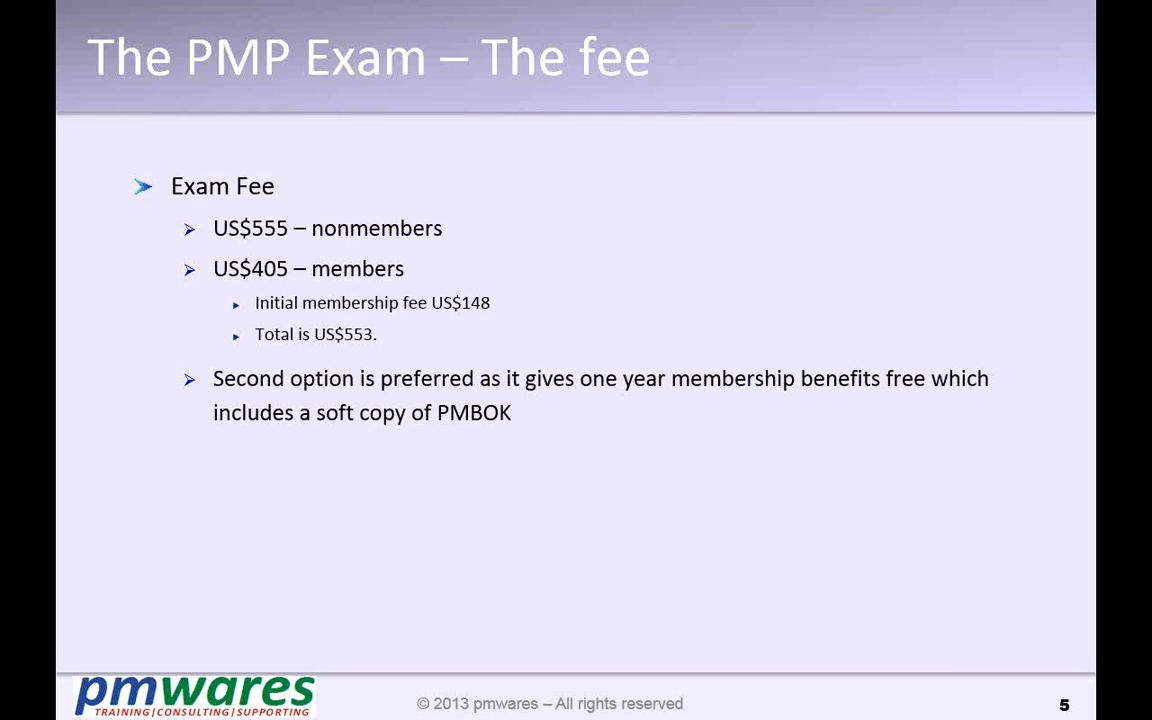 The PMP Exam – The fee
Exam Fee
US$555 – nonmembers
US$405 – members
Initial membership fee US$148
Total is US$553.
Second option is preferred as it gives one year membership benefits free which
includes a soft copy of PMBOK
pmwares
TRAINING|CONSULTING|SUPPORTING
© 2013 pmwares – All rights reserved
5